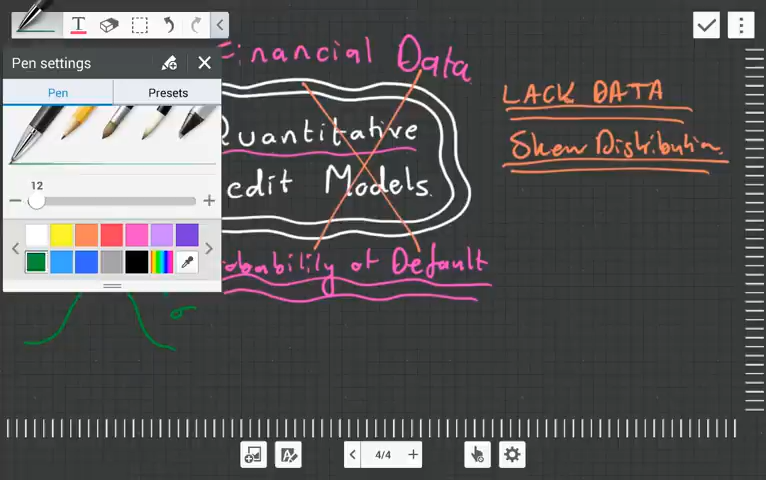 T
Pen settings
Pen
Presets
12
Financial Data
Quantitative
edit Models
obability of Default
LACK DATA
Skew Distribution
σ
4/4